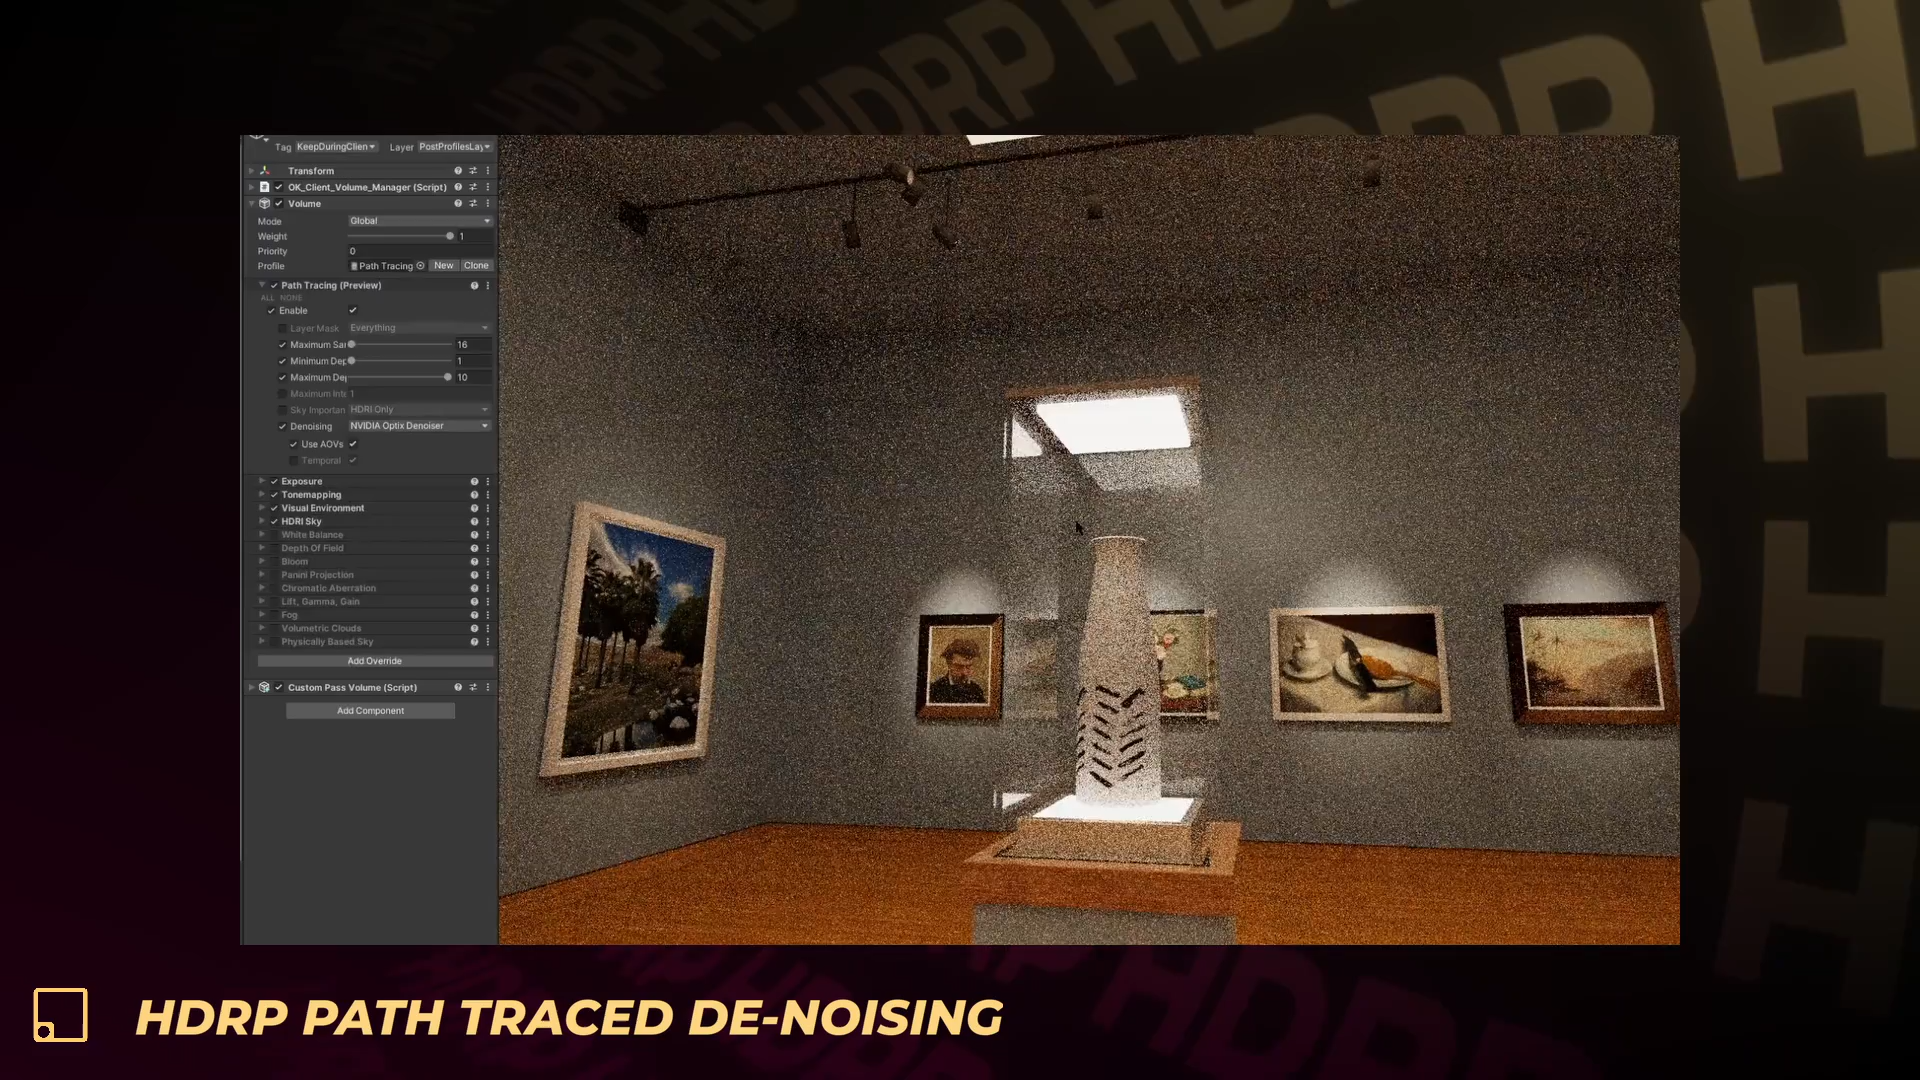 HDRP HDRP HDRP HDRP H
Tag KeepDuringClien Layer PostProfilesLay
Transform
OK_Client_Volume_Manager (Script)
Volume
Mode Global
Weight 1
Priority 0
Profile Path Tracing New Clone
Path Tracing (Preview)
ALL NONE
Enable
Layer Mask Everything
Maximum Sar 16
Minimum Dep 1
Maximum Dep 10
Maximum Inte 1
Sky Importan HDRI Only
Denoising NVIDIA Optix Denoiser
Use AOVs
Temporal
Exposure
Tonemapping
Visual Environment
HDRI Sky
White Balance
Depth Of Field
Bloom
Panini Projection
Chromatic Aberration
Lift, Gamma, Gain
Fog
Volumetric Clouds
Physically Based Sky
Add Override
Custom Pass Volume (Script)
Add Component
HDRP PATH TRACED DE-NOISING